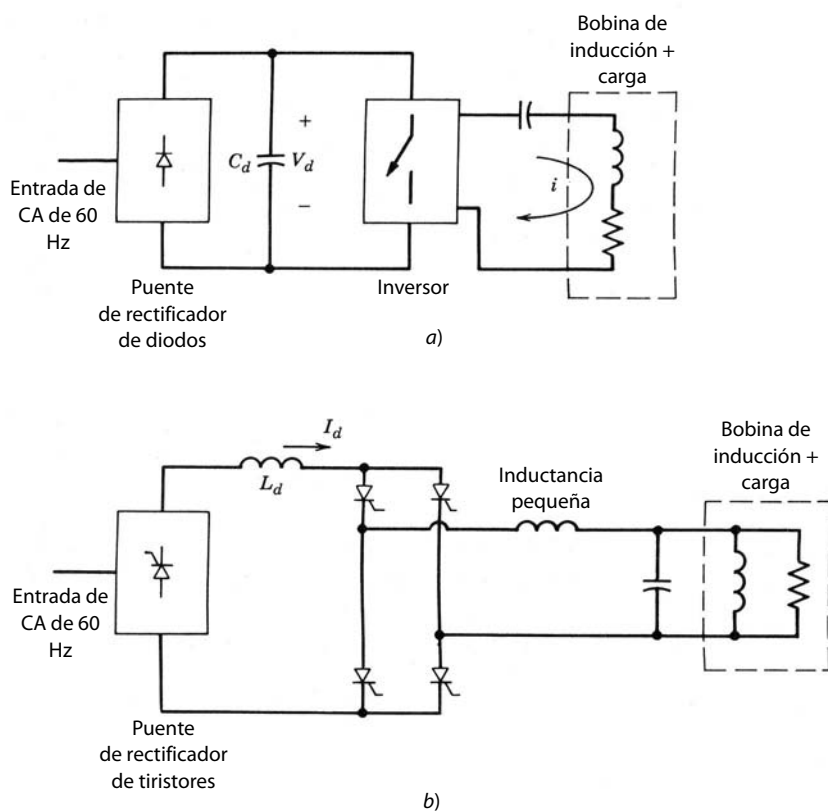 Bobina de
inducción +
carga
+
C_d
V_d
−
i
Entrada de
CA de 60
Hz
Puente
de rectificador
de diodos
Inversor
a)
I_d
L_d
Inductancia
pequeña
Bobina de
inducción +
carga
Entrada de
CA de 60
Hz
Puente
de rectificador
de tiristores
b)